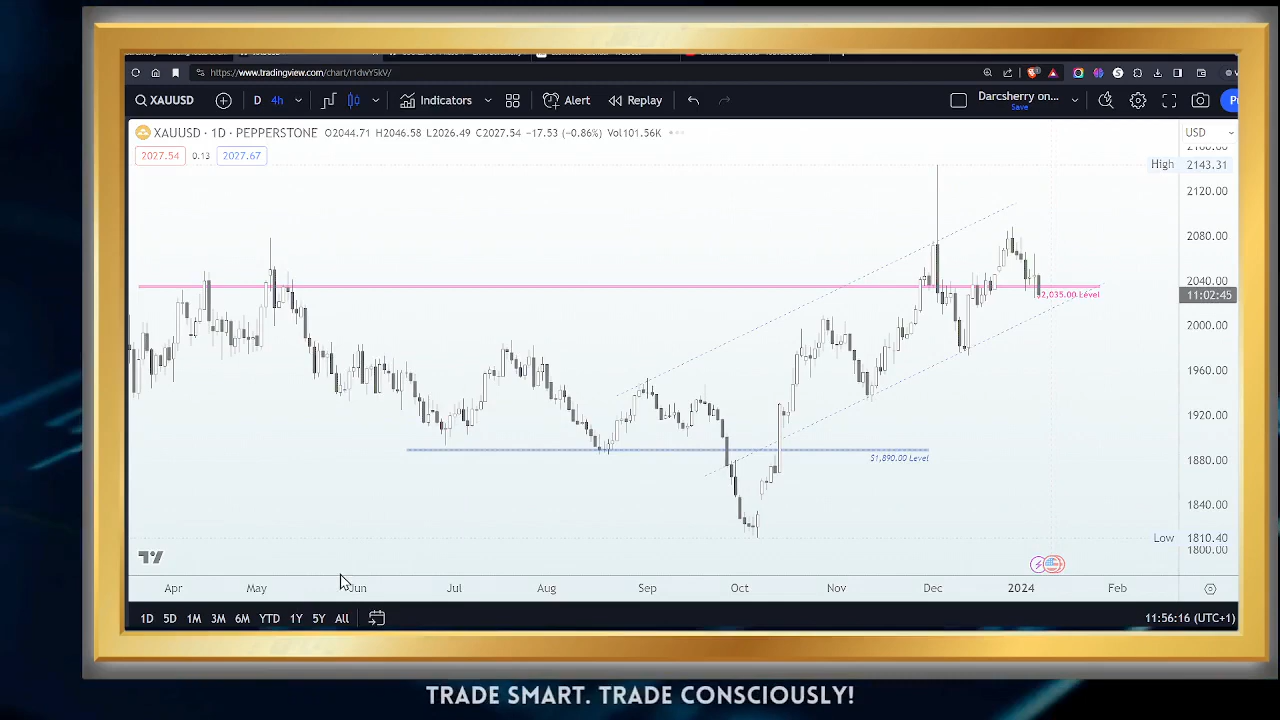 https://www.tradingview.com/chart/r1dwY5kV/
XAUUSD D 4h Indicators Alert Replay Darcsherry on...
Save
XAUUSD · 1D · PEPPERSTONE O2044.71 H2046.58 L2026.49 C2027.54 −17.53 (−0.86%) Vol101.56K USD
2027.54 0.13 2027.67
High 2143.31
2120.00
2080.00
2040.00
$2,035.00 Level
11:02:45
2000.00
1960.00
1920.00
$1,890.00 Level
1880.00
1840.00
Low 1810.40
1800.00
Apr May Jun Jul Aug Sep Oct Nov Dec 2024 Feb
1D 5D 1M 3M 6M YTD 1Y 5Y All 11:56:16 (UTC+1)
TRADE SMART. TRADE CONSCIOUSLY!